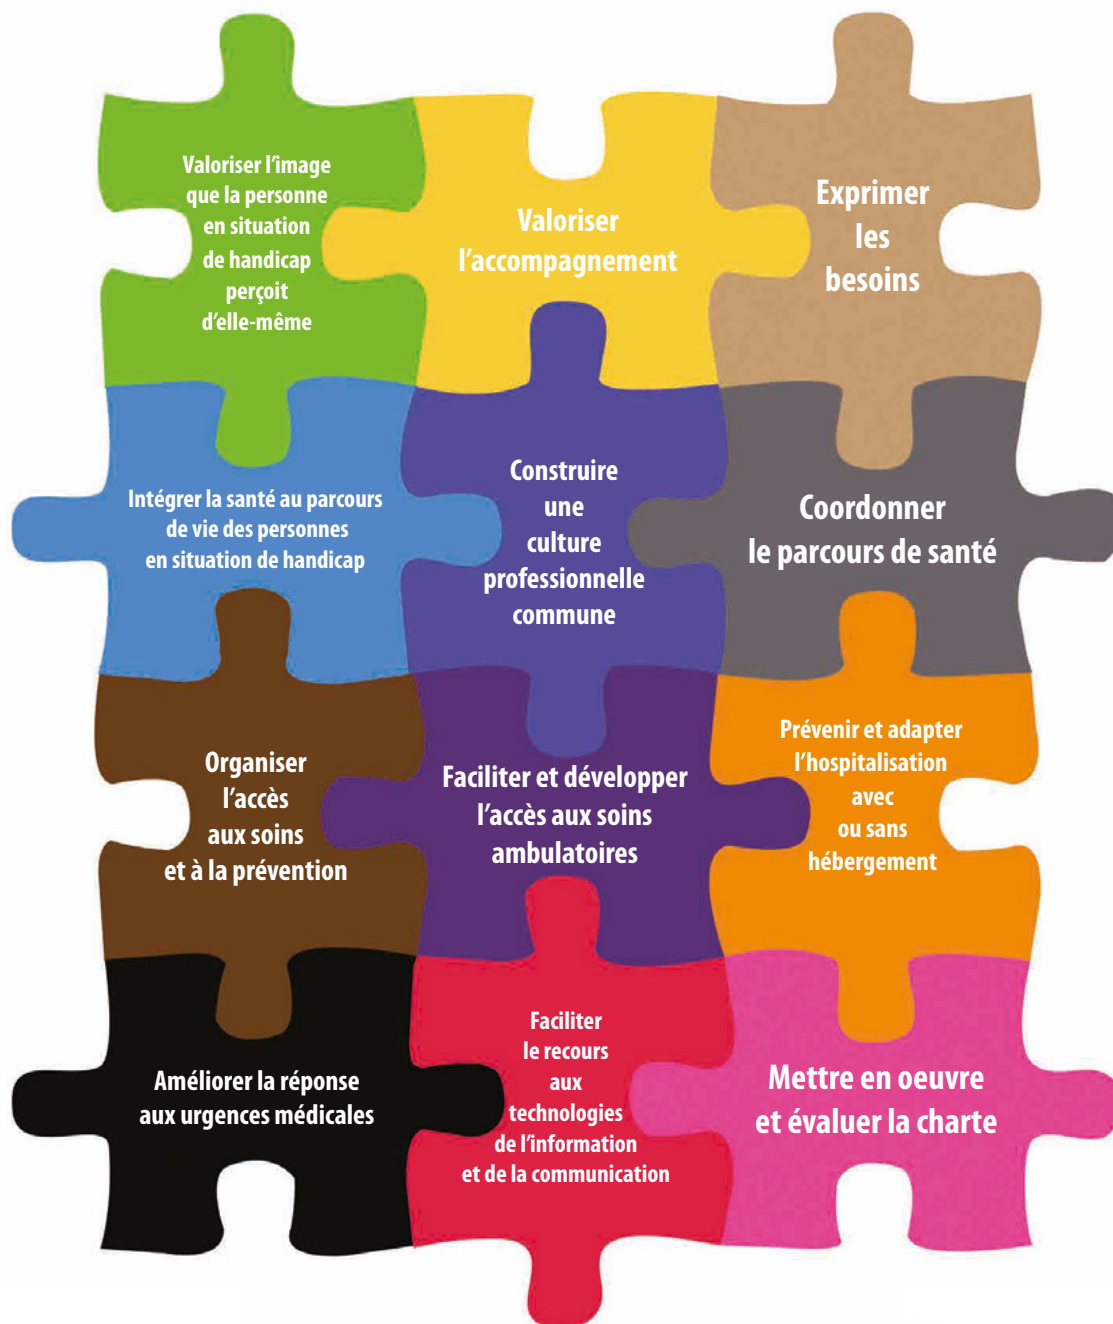 Valoriser l'image
que la personne
en situation
de handicap
perçoit
d'elle-même
Valoriser
l'accompagnement
Exprimer
les
besoins
Intégrer la santé au parcours
de vie des personnes
en situation de handicap
Construire
une
culture
professionnelle
commune
Coordonner
le parcours de santé
Organiser
l'accès
aux soins
et à la prévention
Faciliter et développer
l'accès aux soins
ambulatoires
Prévenir et adapter
l'hospitalisation
avec
ou sans
hébergement
Améliorer la réponse
aux urgences médicales
Faciliter
le recours
aux
technologies
de l'information
et de la communication
Mettre en oeuvre
et évaluer la charte